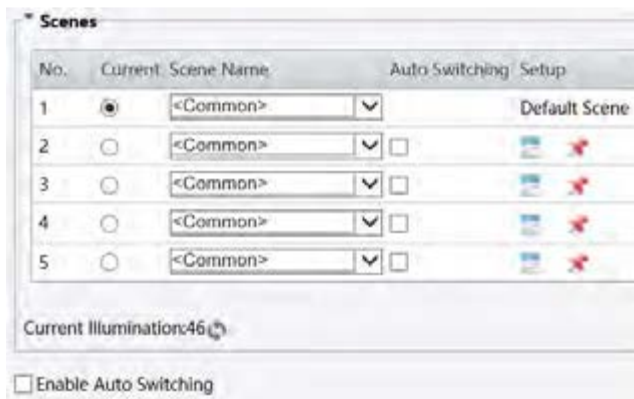 Scenes
No. Current Scene Name Auto Switching Setup
1 <Common> Default Scene
2 <Common>
3 <Common>
4 <Common>
5 <Common>
Current Illumination:46
Enable Auto Switching